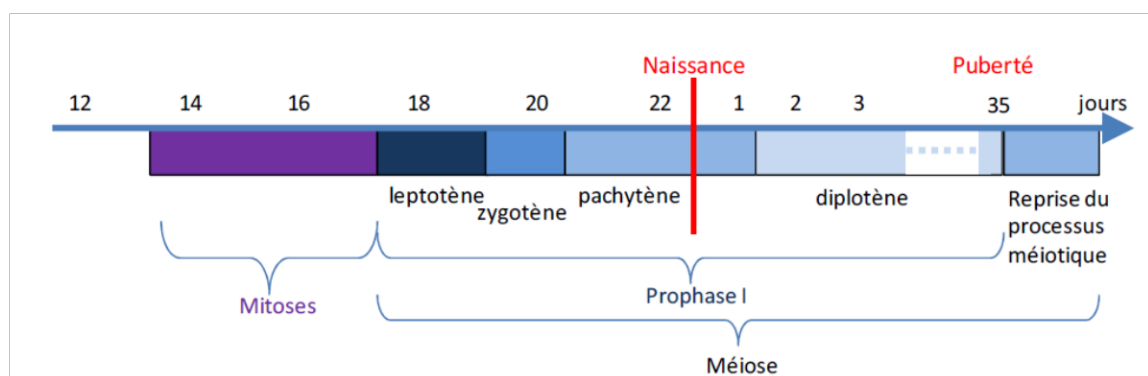 Naissance
Puberté
12 14 16 18 20 22 1 2 3 35 jours
leptotène
zygotène
pachytène
diplotène
Reprise du
processus
méiotique
Mitoses
Prophase I
Méiose